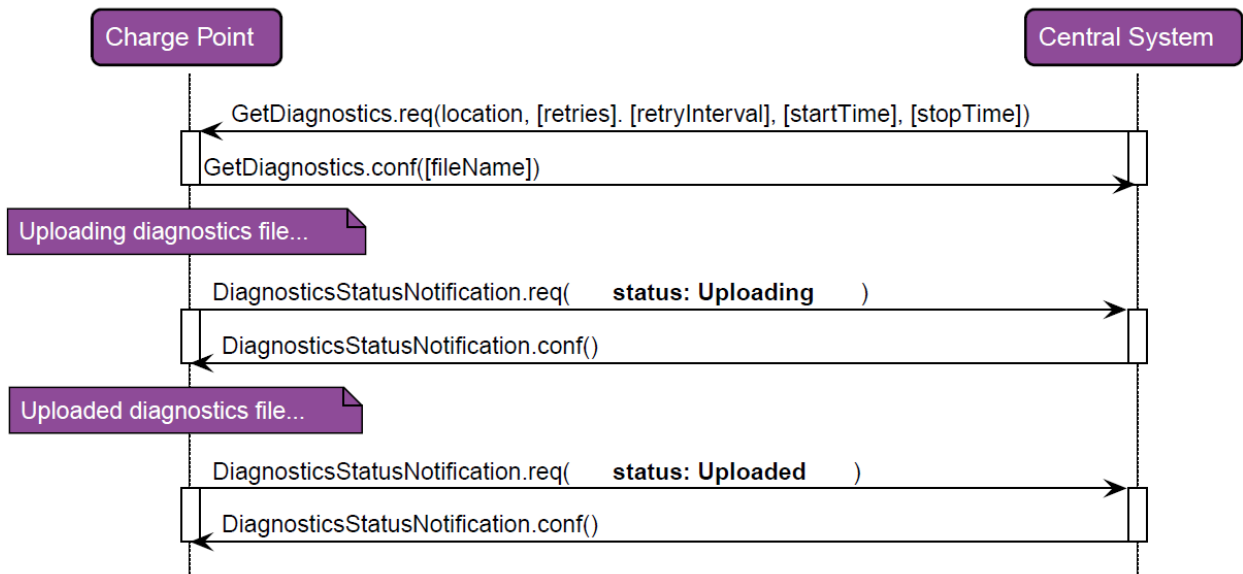 Charge Point
Central System
GetDiagnostics.req(location, [retries]. [retryInterval], [startTime], [stopTime])
GetDiagnostics.conf([fileName])
Uploading diagnostics file...
DiagnosticsStatusNotification.req( status: Uploading )
DiagnosticsStatusNotification.conf()
Uploaded diagnostics file...
DiagnosticsStatusNotification.req( status: Uploaded )
DiagnosticsStatusNotification.conf()